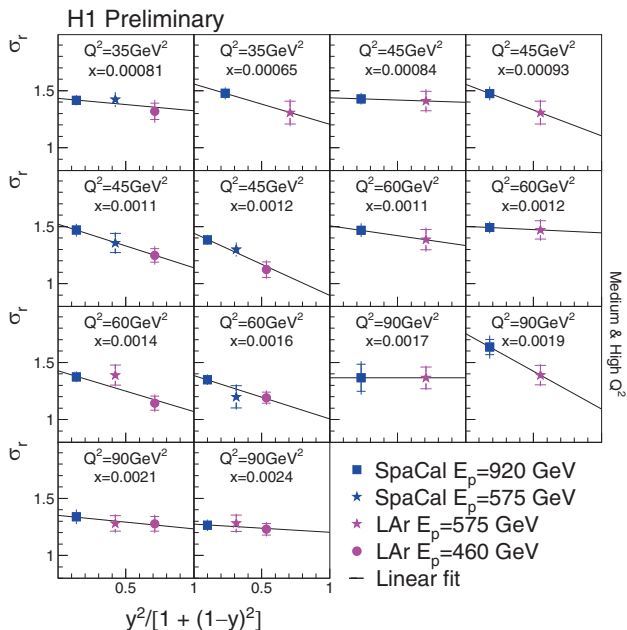 H1 Preliminary
σr
Q²=35GeV² Q²=35GeV² Q²=45GeV² Q²=45GeV²
x=0.00081 x=0.00065 x=0.00084 x=0.00093
1.5
1
σr
Q²=45GeV² Q²=45GeV² Q²=60GeV² Q²=60GeV²
x=0.0011 x=0.0012 x=0.0011 x=0.0012
1.5
1
σr
Q²=60GeV² Q²=60GeV² Q²=90GeV² Q²=90GeV²
x=0.0014 x=0.0016 x=0.0017 x=0.0019
1.5
1
Medium & High Q²
σr
Q²=90GeV² Q²=90GeV²
x=0.0021 x=0.0024
1.5
1
SpaCal Ep=920 GeV
SpaCal Ep=575 GeV
LAr Ep=575 GeV
LAr Ep=460 GeV
Linear fit
0.5 1 0.5 1
y²/[1 + (1−y)²]